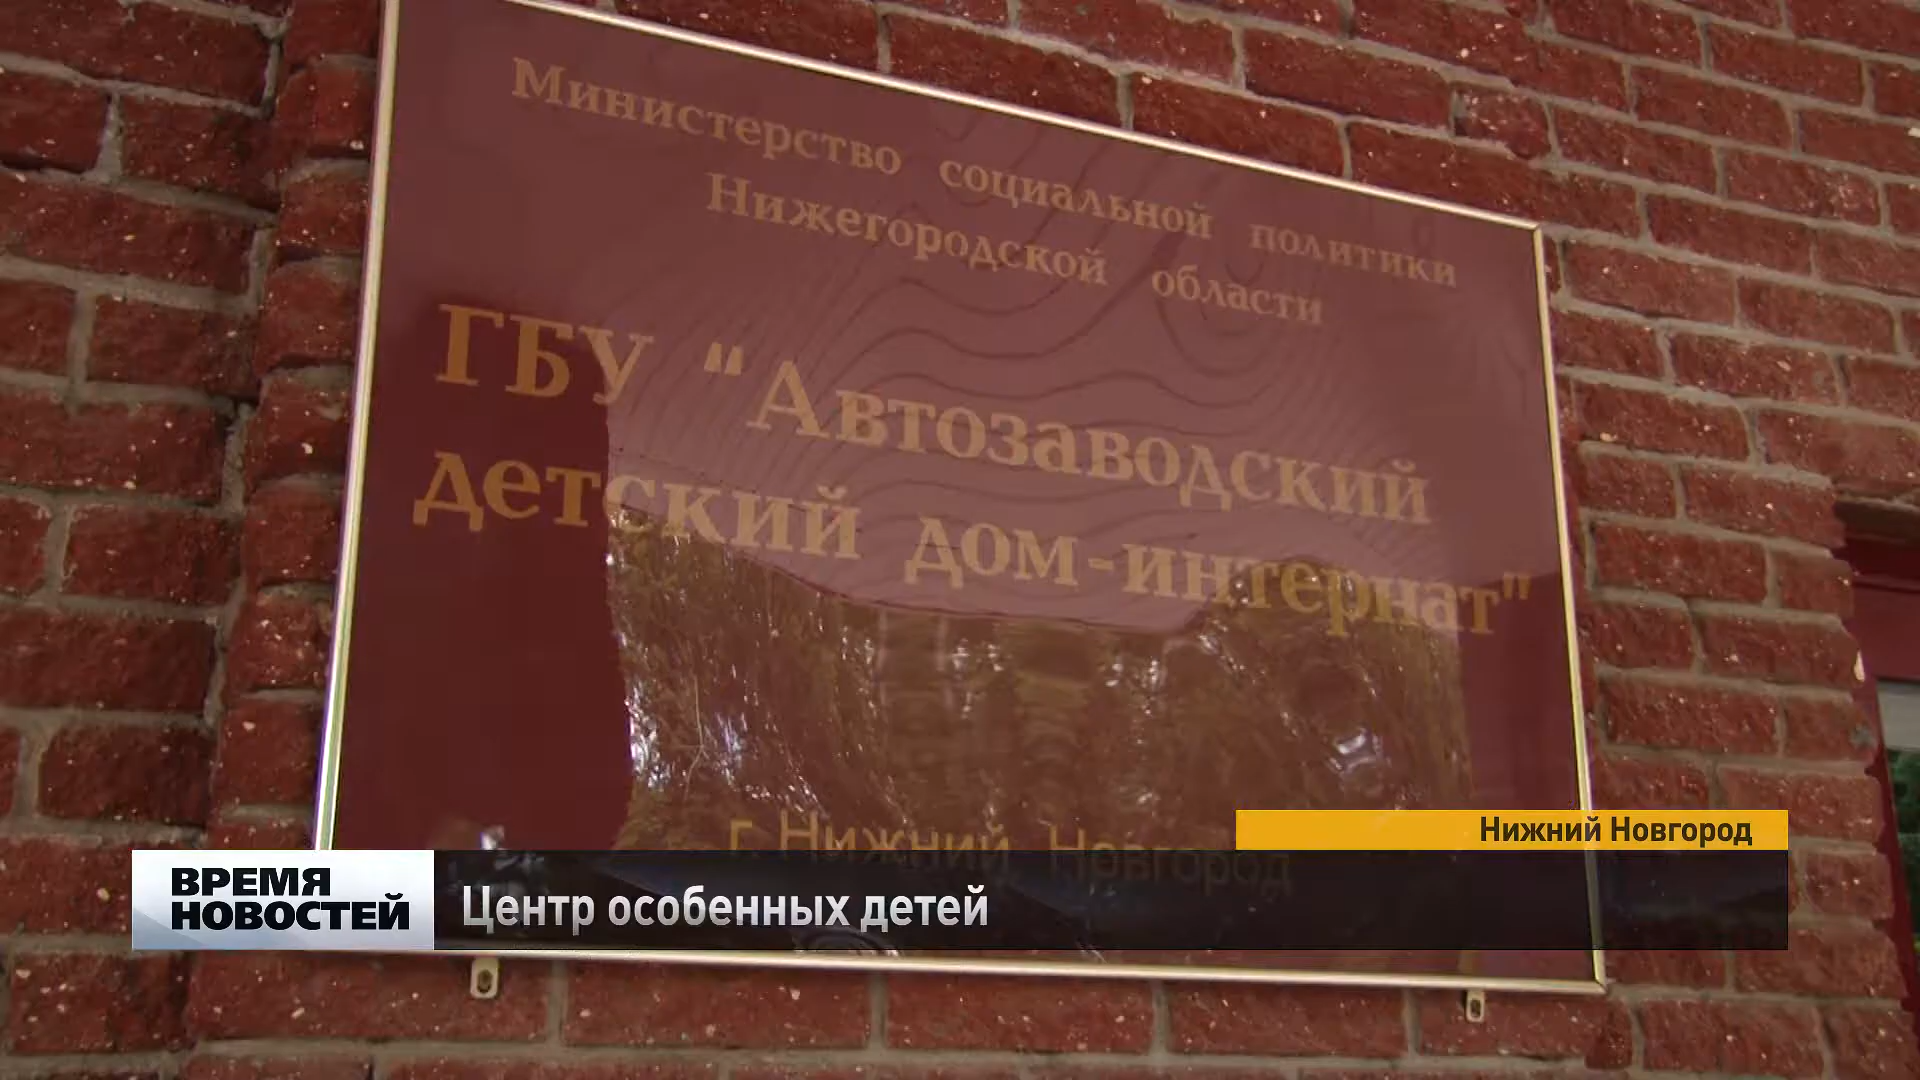 Министерство социальной политики
Нижегородской области
ГБУ "Автозаводский
детский дом-интернат"
г. Нижний Новгород
Нижний Новгород
ВРЕМЯ
НОВОСТЕЙ
Центр особенных детей